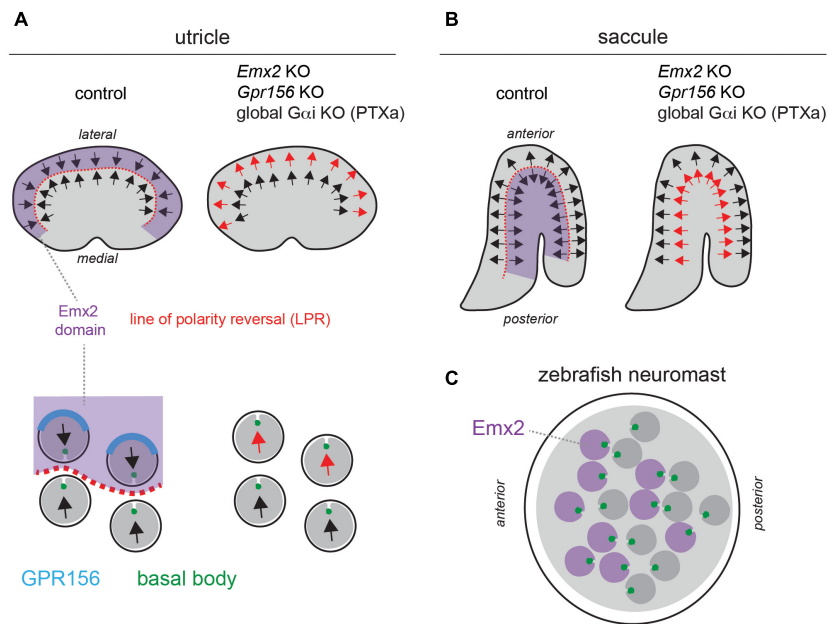 A
utricle
control
Emx2 KO
Gpr156 KO
global Gαi KO (PTXa)
lateral
medial
Emx2
domain
line of polarity reversal (LPR)
GPR156
basal body
B
saccule
control
Emx2 KO
Gpr156 KO
global Gαi KO (PTXa)
anterior
posterior
C
zebrafish neuromast
Emx2
anterior
posterior